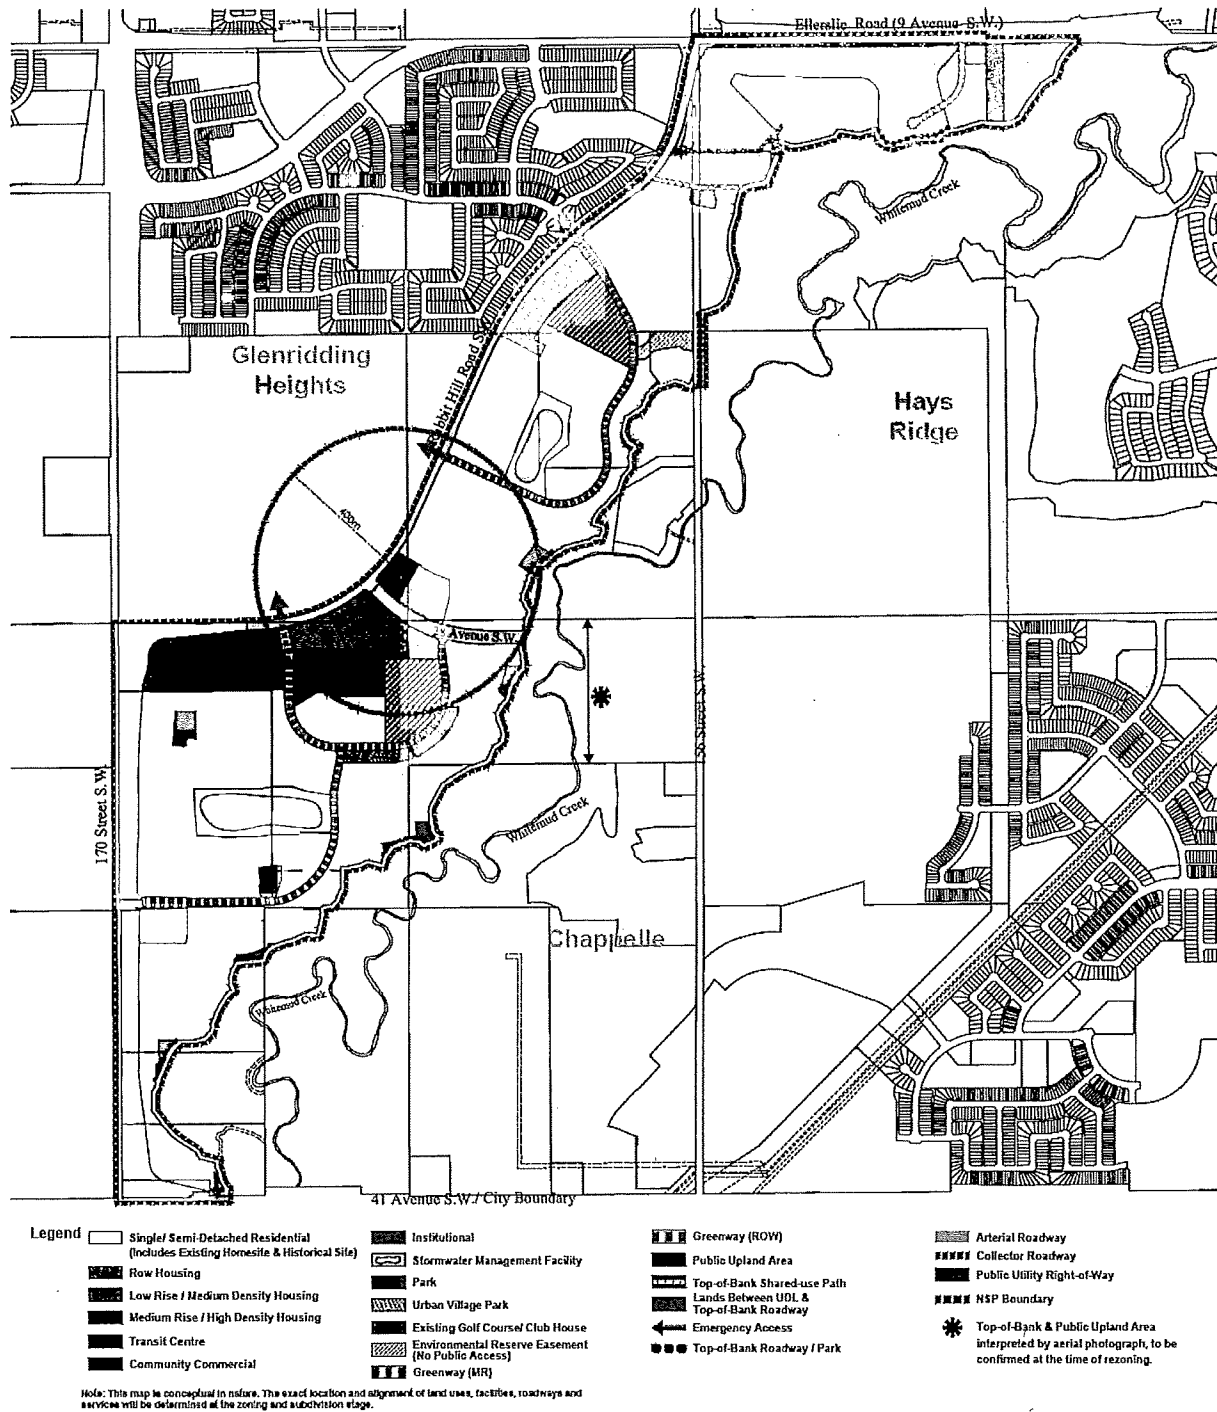 Ellerslie Road (9 Avenue S.W.)
Whitemud Creek
Glenridding
Heights
Rabbit Hill Road S.W.
Hays
Ridge
400m
Avenue S.W.
170 Street S.W.
Whitemud Creek
Chappelle
Whitemud Creek
41 Avenue S.W./ City Boundary
Legend
Single/ Semi-Detached Residential
(Includes Existing Homesite & Historical Site)
Row Housing
Low Rise / Medium Density Housing
Medium Rise / High Density Housing
Transit Centre
Community Commercial
Institutional
Stormwater Management Facility
Park
Urban Village Park
Existing Golf Course/ Club House
Environmental Reserve Easement
(No Public Access)
Greenway (MR)
Greenway (ROW)
Public Upland Area
Top-of-Bank Shared-use Path
Lands Between UDL &
Top-of-Bank Roadway
Emergency Access
Top-of-Bank Roadway / Park
Arterial Roadway
Collector Roadway
Public Utility Right-of-Way
NSP Boundary
Top-of-Bank & Public Upland Area
interpreted by aerial photograph, to be
confirmed at the time of rezoning.
Note: This map is conceptual in nature. The exact location and alignment of land uses, facilities, roadways and
services will be determined at the zoning and subdivision stage.